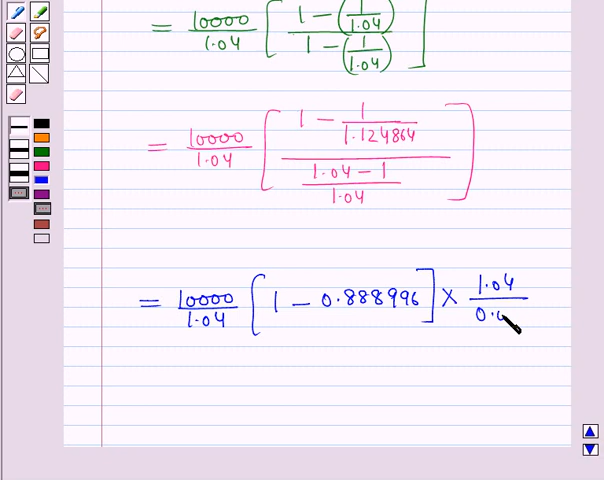 = 10000/1.04 [ 1 - (1/1.04) / 1 - (1/1.04) ]
= 10000/1.04 [ 1 - 1/1.124864 / (1.04 - 1)/1.04 ]
= 10000/1.04 [ 1 - 0.888996 ] × 1.04/0.